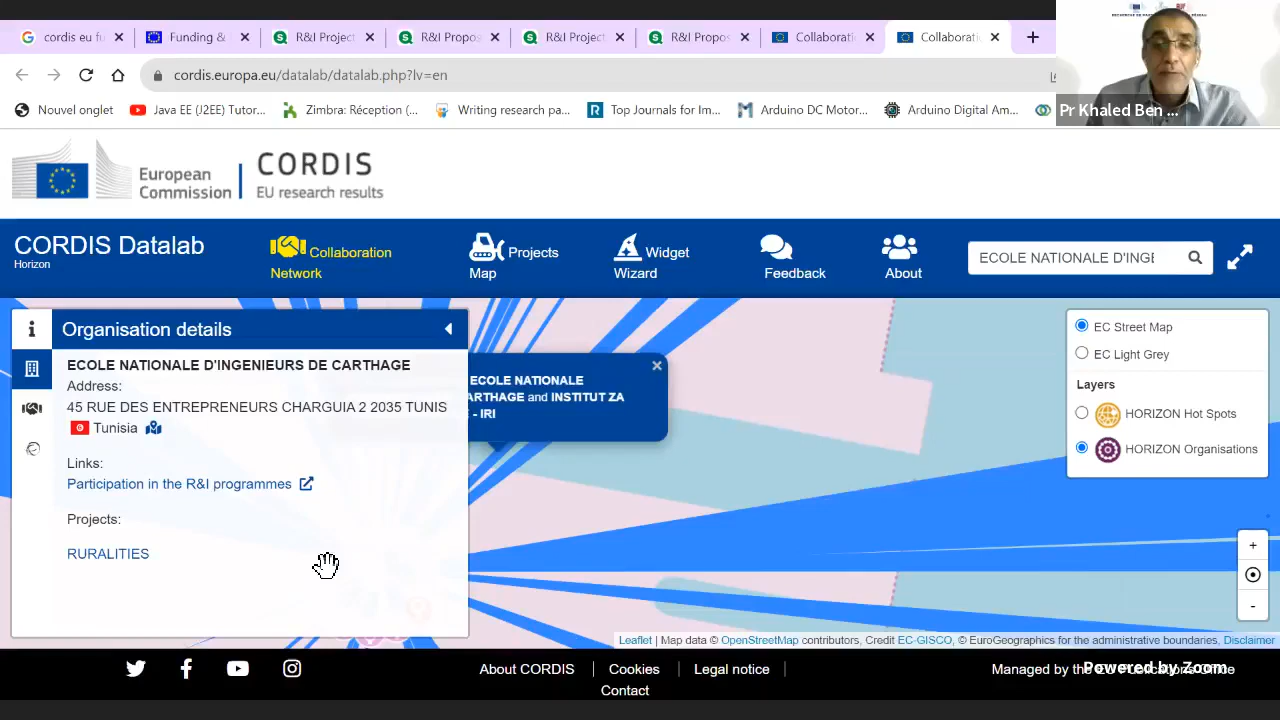 cordis eu fu
Funding &
R&I Project
R&I Propo
R&I Project
R&I Propos
Collaborati
Collaborati
cordis.europa.eu/datalab/datalab.php?lv=en
Nouvel onglet
Java EE (J2EE) Tutor...
Zimbra: Réception (...
Writing research pa...
Top Journals for Im...
Arduino DC Motor...
Arduino Digital Am...
Pr Khaled Ben ...
European
Commission
CORDIS
EU research results
CORDIS Datalab
Horizon
Collaboration
Network
Projects
Map
Widget
Wizard
Feedback
About
ECOLE NATIONALE D'INGE
Organisation details
ECOLE NATIONALE D'INGENIEURS DE CARTHAGE
Address:
45 RUE DES ENTREPRENEURS CHARGUIA 2 2035 TUNIS
Tunisia
Links:
Participation in the R&I programmes
Projects:
RURALITIES
ECOLE NATIONALE
ARTHAGE and INSTITUT ZA
- IRI
EC Street Map
EC Light Grey
Layers
HORIZON Hot Spots
HORIZON Organisations
+
-
Leaflet | Map data © OpenStreetMap contributors, Credit EC-GISCO, © EuroGeographics for the administrative boundaries, Disclaimer
About CORDIS
Cookies
Legal notice
Contact
Managed by the
Powered by Zoom